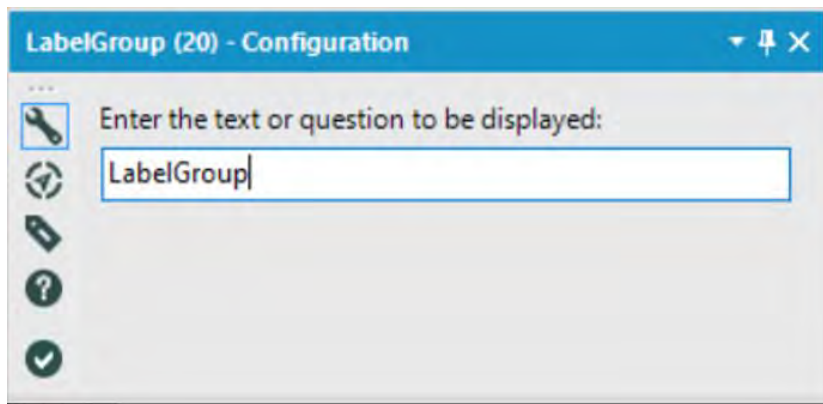 LabelGroup (20) - Configuration
Enter the text or question to be displayed:
LabelGroup